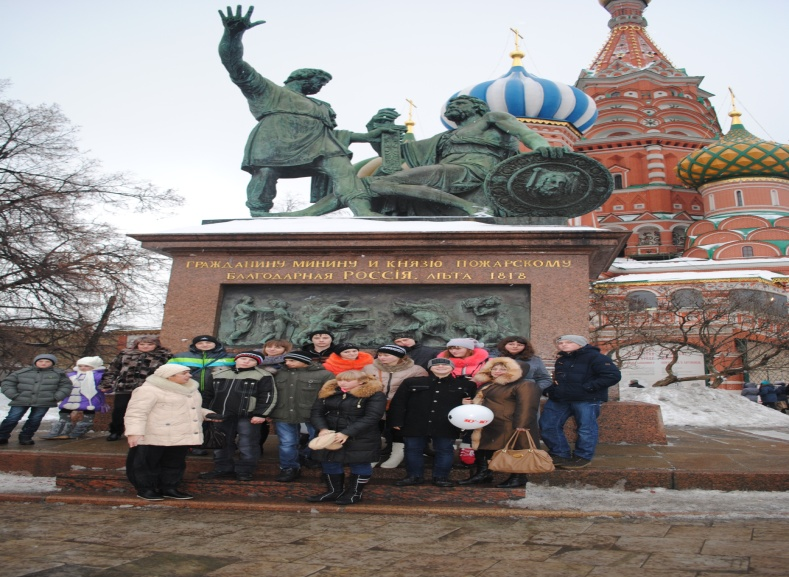 ГРАЖДАНИНУ МИНИНУ И КНЯЗЮ ПОЖАРСКОМУ
БЛАГОДАРНАЯ РОССІЯ, ЛѢТА 1818